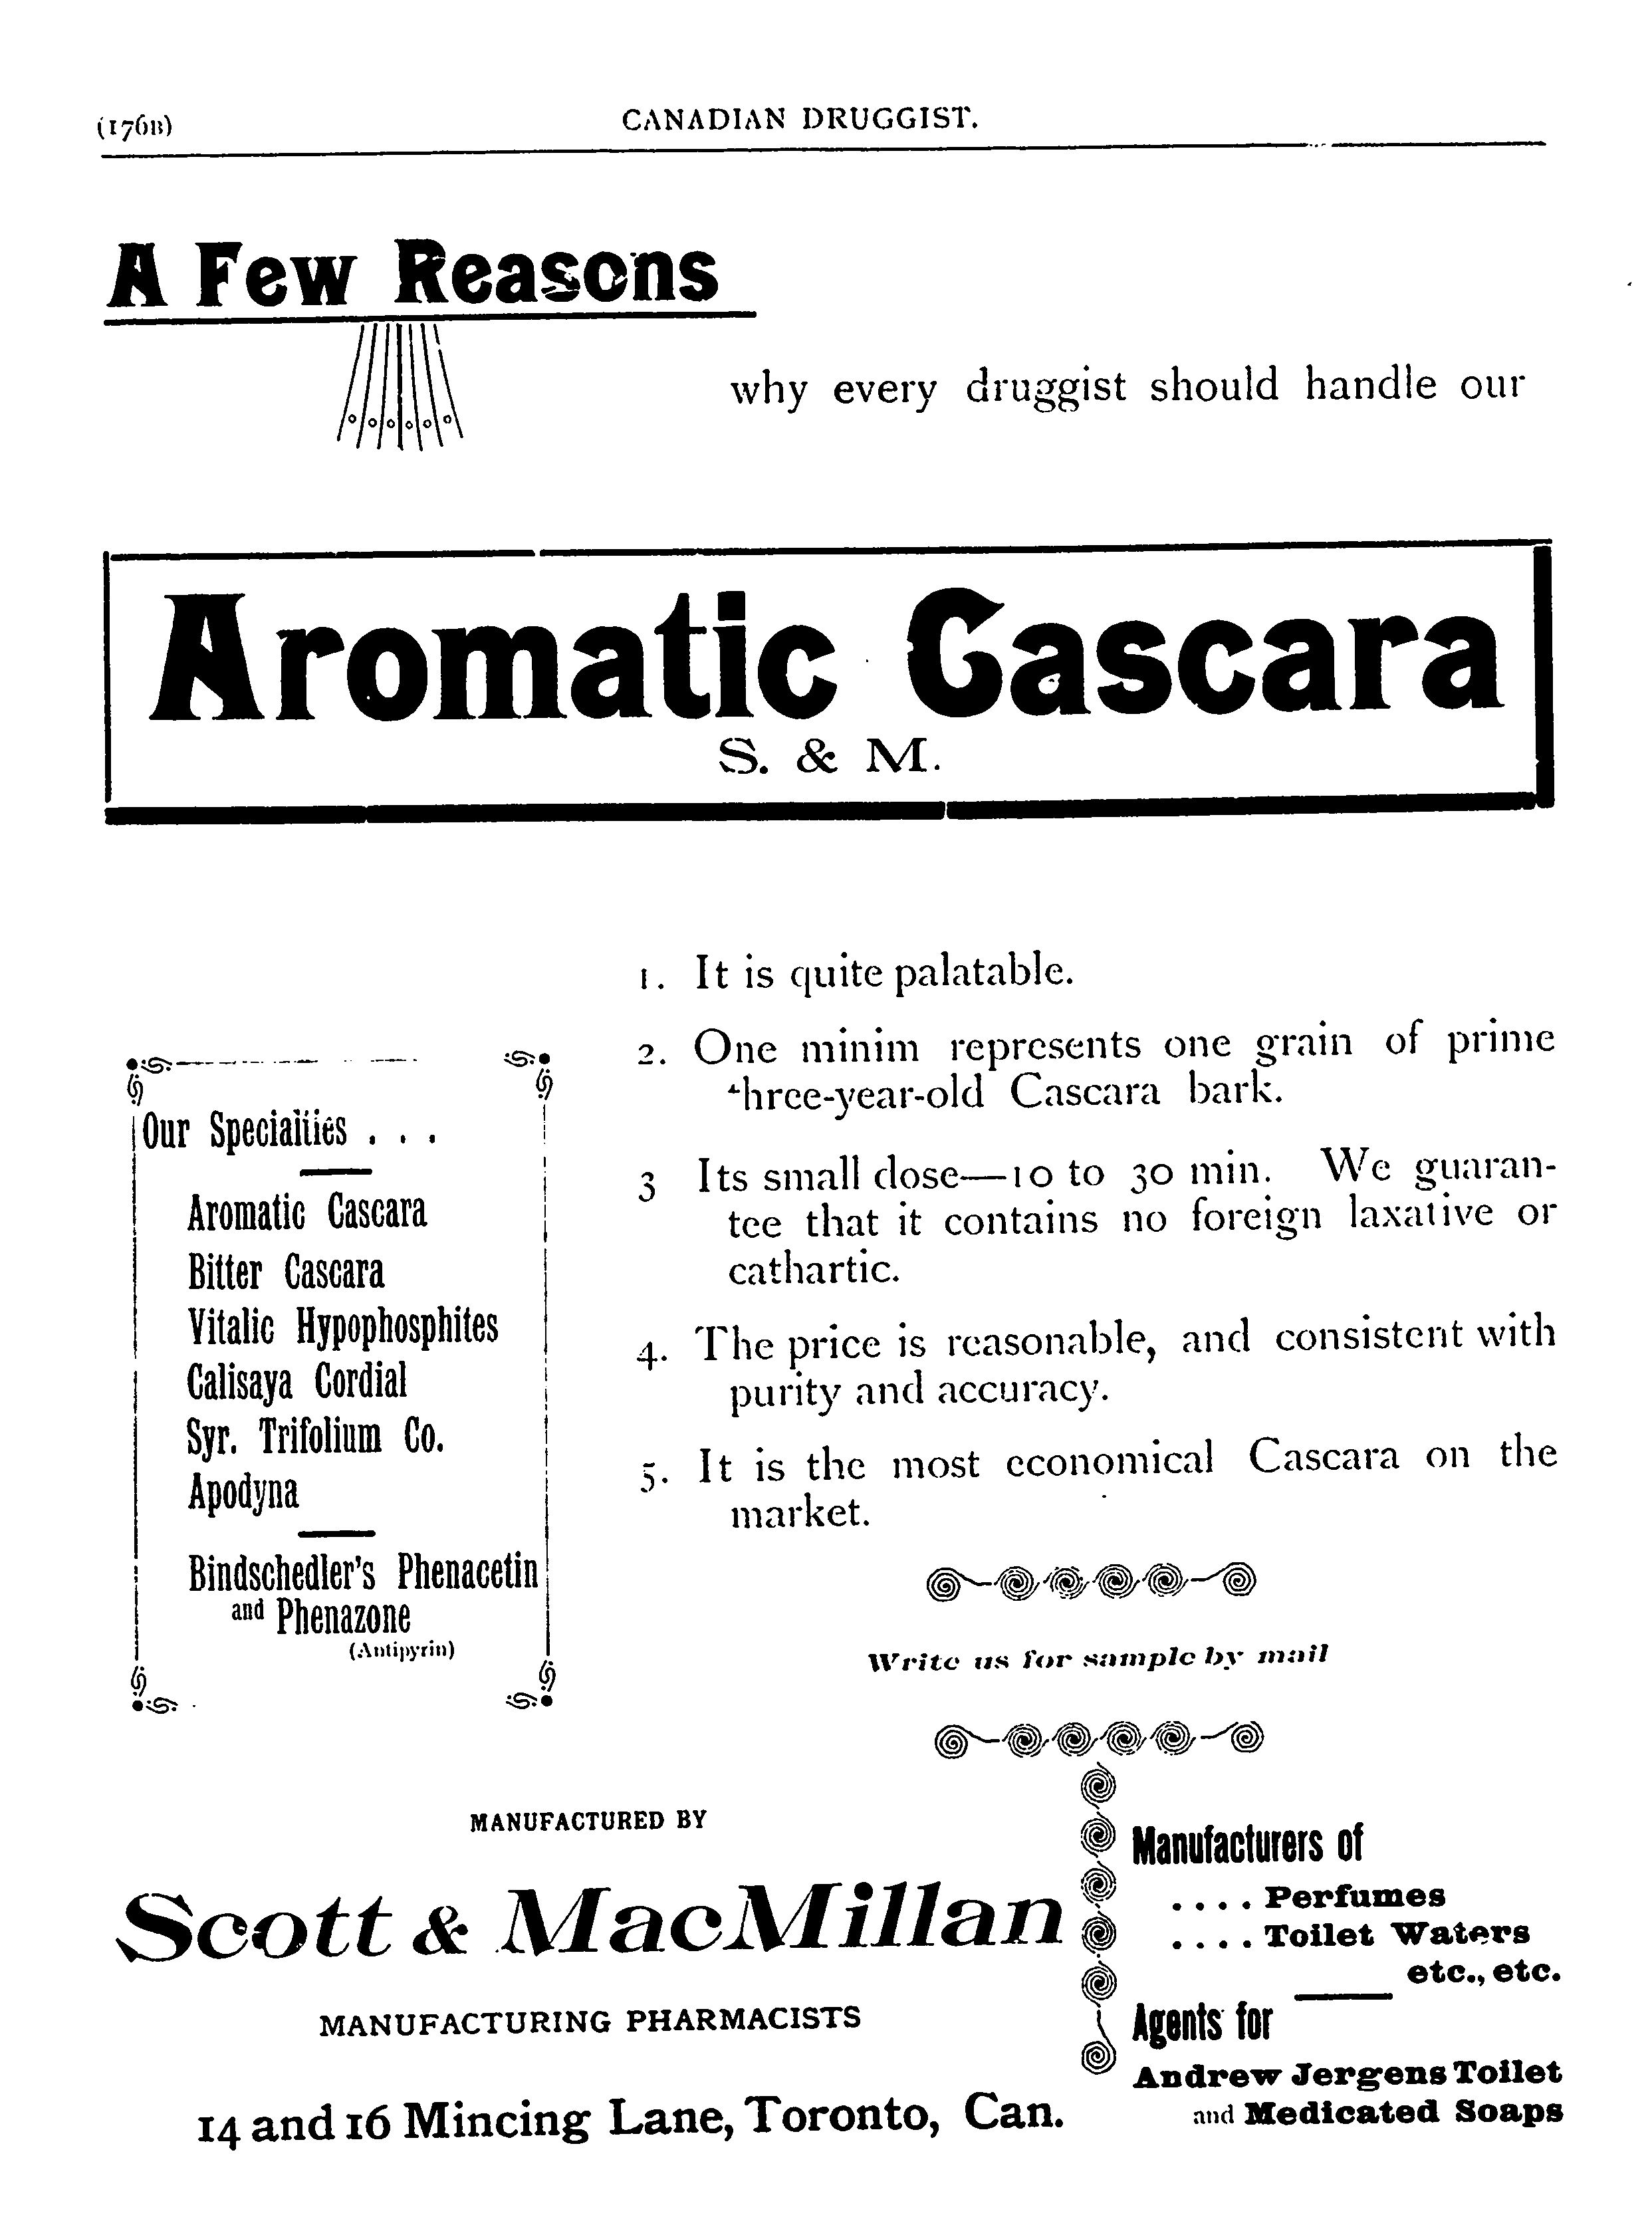 (176B)
CANADIAN DRUGGIST.
A Few Reasons
why every druggist should handle our
Aromatic Cascara
S. & M.
1. It is quite palatable.
2. One minim represents one grain of prime
three-year-old Cascara bark.
3 Its small dose—10 to 30 min. We guaran-
tee that it contains no foreign laxative or
cathartic.
4. The price is reasonable, and consistent with
purity and accuracy.
5. It is the most economical Cascara on the
market.
Our Specialties . . .
Aromatic Cascara
Bitter Cascara
Vitalic Hypophosphites
Calisaya Cordial
Syr. Trifolium Co.
Apodyna
Bindschedler's Phenacetin
and Phenazone
(Antipyrin)
Write us for sample by mail
MANUFACTURED BY
Scott & MacMillan
MANUFACTURING PHARMACISTS
14 and 16 Mincing Lane, Toronto, Can.
Manufacturers of
. . . . Perfumes
. . . . Toilet Waters
etc., etc.
Agents for
Andrew Jergens Toilet
and Medicated Soaps